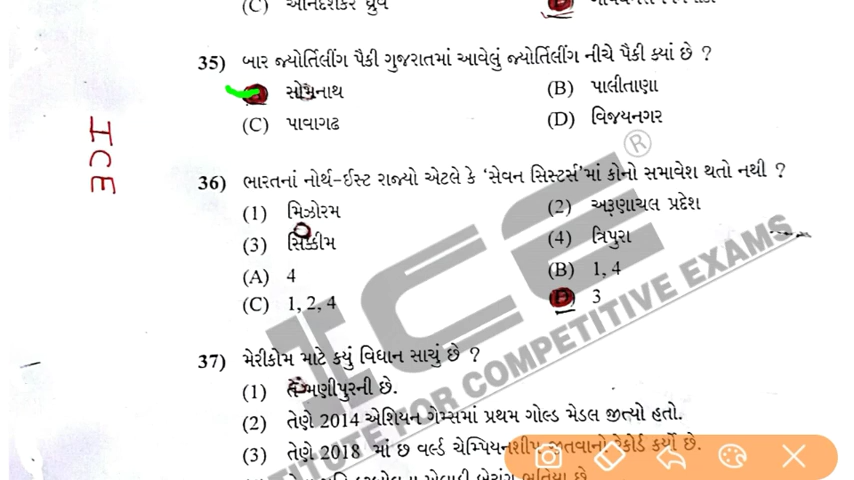 (C) આનંદશંકર ધ્રુવ
35) બાર જ્યોર્તિલીંગ પૈકી ગુજરાતમાં આવેલું જ્યોર્તિલીંગ નીચે પૈકી ક્યાં છે ?
સોમનાથ (B) પાલીતાણા
(C) પાવાગઢ (D) વિજયનગર
36) ભારતનાં નોર્થ-ઈસ્ટ રાજ્યો એટલે કે ‘સેવન સિસ્ટર્સ’માં કોનો સમાવેશ થતો નથી ?
(1) મિઝોરમ (2) અરૂણાચલ પ્રદેશ
(3) સિક્કીમ (4) ત્રિપુરા
(A) 4 (B) 1, 4
(C) 1, 2, 4 (D) 3
37) મેરીકોમ માટે કયું વિધાન સાચું છે ?
(1) તે મણીપુરની છે.
(2) તેણે 2014 એશિયન ગેમ્સમાં પ્રથમ ગોલ્ડ મેડલ જીત્યો હતો.
(3) તેણે 2018 માં છ વર્લ્ડ ચેમ્પિયનશીપ જીતવાનો રેકોર્ડ કર્યો છે.
ICE
ICE ®
INSTITUTE FOR COMPETITIVE EXAMS